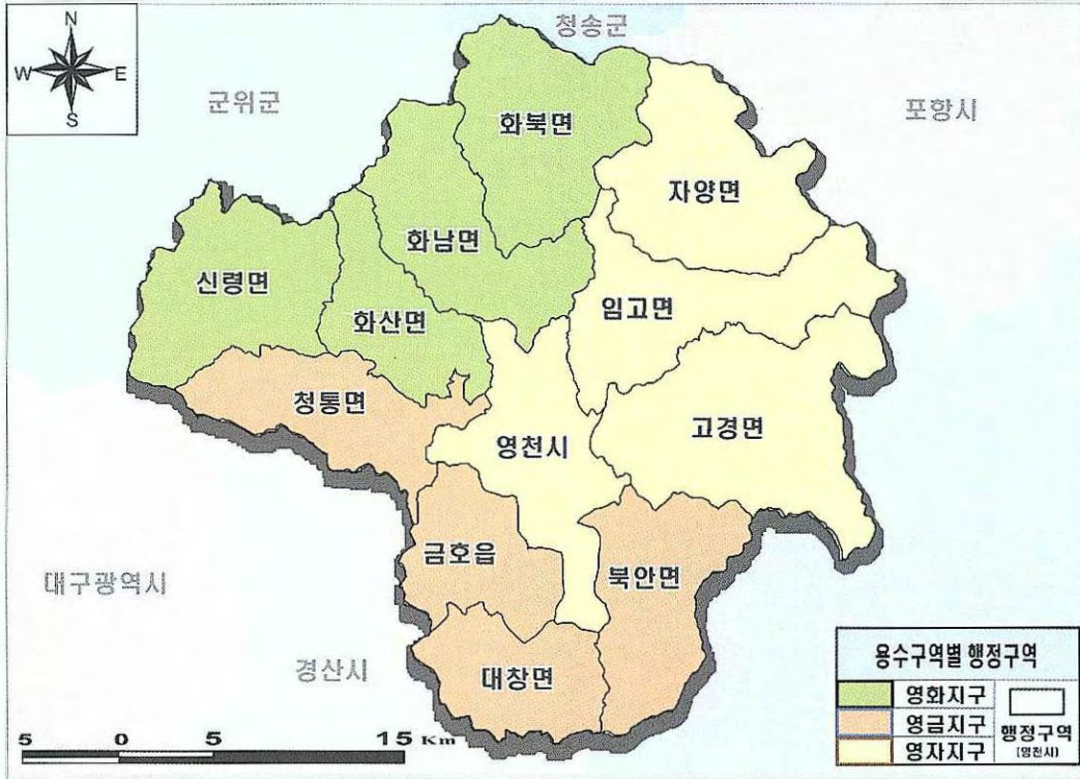 N
W E
S
청송군
군위군
포항시
화북면
자양면
화남면
신령면
임고면
화산면
청통면
고경면
영천시
금호읍
북안면
대구광역시
경산시
대창면
5 0 5 15 Km
용수구역별 행정구역
영화지구
영금지구
영자지구
행정구역
(영천시)